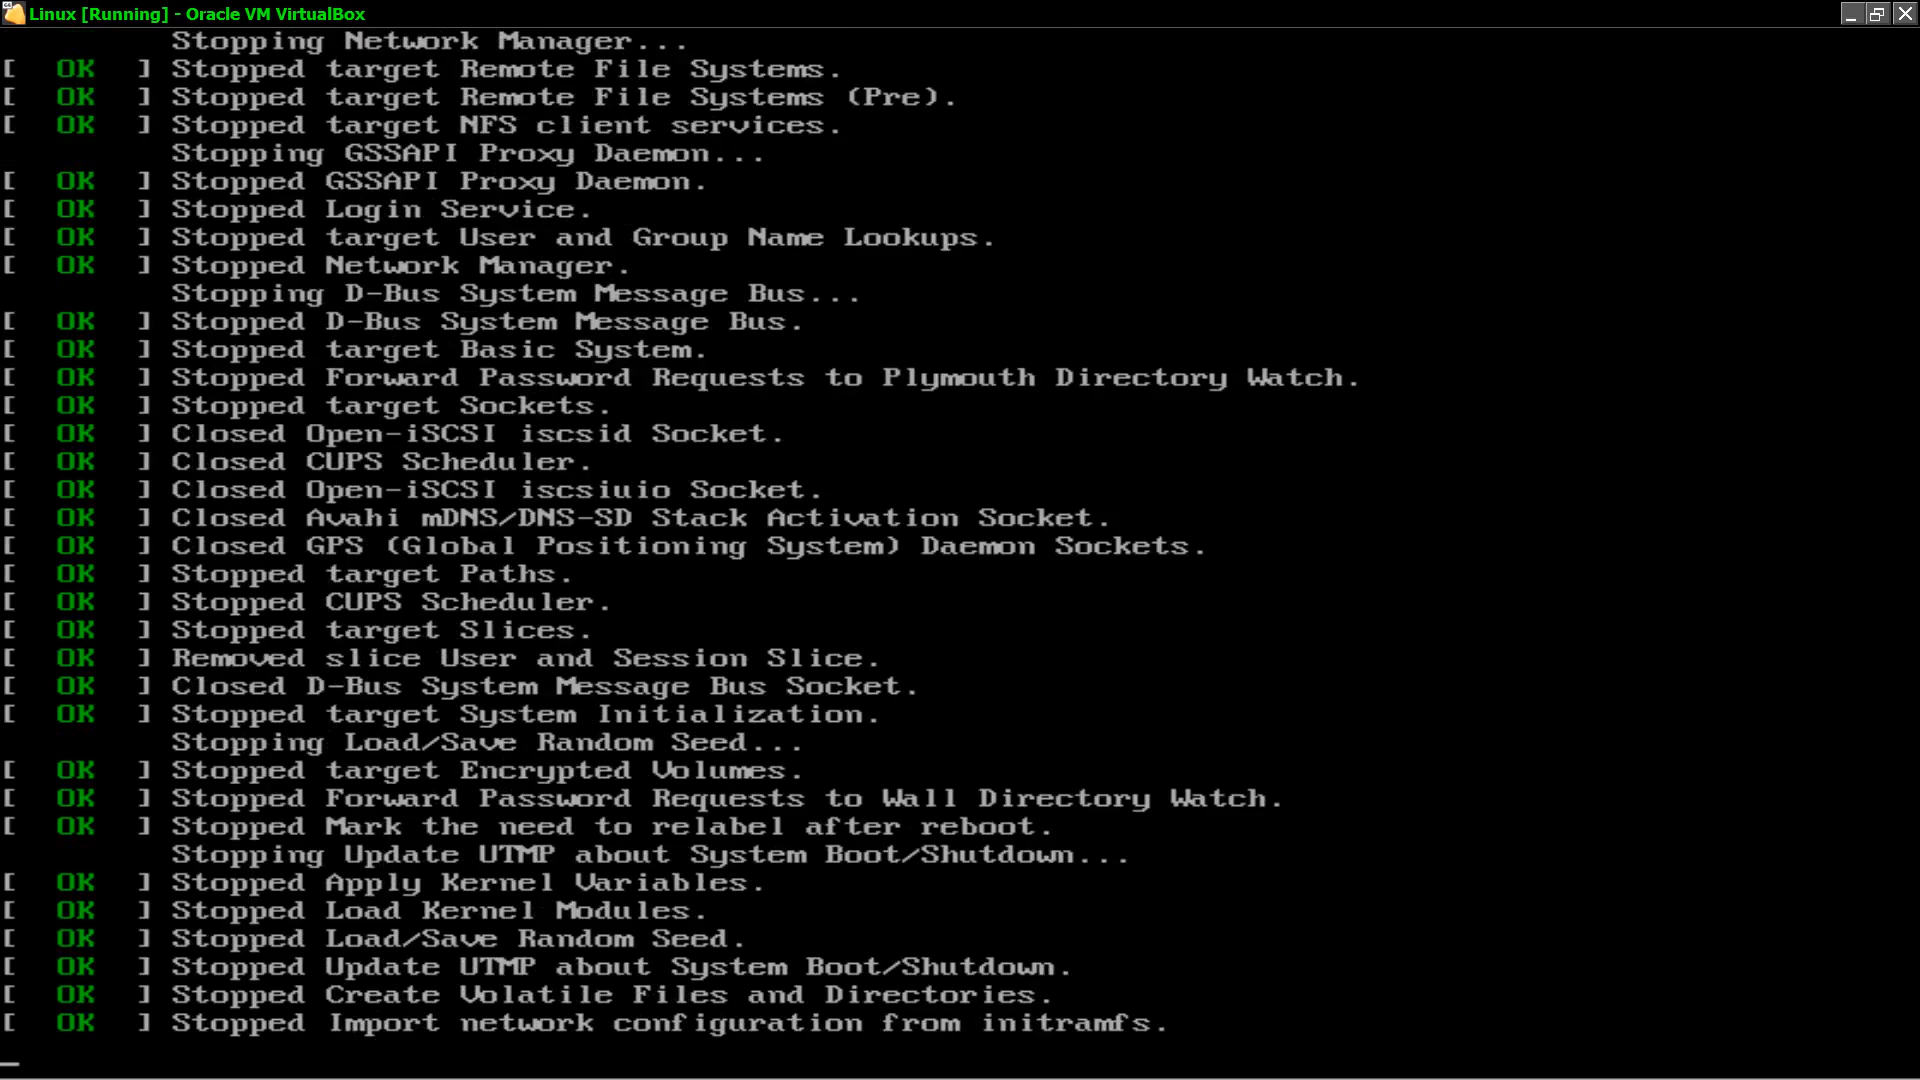 Linux [Running] - Oracle VM VirtualBox
Stopping Network Manager...
[  OK  ] Stopped target Remote File Systems.
[  OK  ] Stopped target Remote File Systems (Pre).
[  OK  ] Stopped target NFS client services.
Stopping GSSAPI Proxy Daemon...
[  OK  ] Stopped GSSAPI Proxy Daemon.
[  OK  ] Stopped Login Service.
[  OK  ] Stopped target User and Group Name Lookups.
[  OK  ] Stopped Network Manager.
Stopping D-Bus System Message Bus...
[  OK  ] Stopped D-Bus System Message Bus.
[  OK  ] Stopped target Basic System.
[  OK  ] Stopped Forward Password Requests to Plymouth Directory Watch.
[  OK  ] Stopped target Sockets.
[  OK  ] Closed Open-iSCSI iscsid Socket.
[  OK  ] Closed CUPS Scheduler.
[  OK  ] Closed Open-iSCSI iscsiuio Socket.
[  OK  ] Closed Avahi mDNS/DNS-SD Stack Activation Socket.
[  OK  ] Closed GPS (Global Positioning System) Daemon Sockets.
[  OK  ] Stopped target Paths.
[  OK  ] Stopped CUPS Scheduler.
[  OK  ] Stopped target Slices.
[  OK  ] Removed slice User and Session Slice.
[  OK  ] Closed D-Bus System Message Bus Socket.
[  OK  ] Stopped target System Initialization.
Stopping Load/Save Random Seed...
[  OK  ] Stopped target Encrypted Volumes.
[  OK  ] Stopped Forward Password Requests to Wall Directory Watch.
[  OK  ] Stopped Mark the need to relabel after reboot.
Stopping Update UTMP about System Boot/Shutdown...
[  OK  ] Stopped Apply Kernel Variables.
[  OK  ] Stopped Load Kernel Modules.
[  OK  ] Stopped Load/Save Random Seed.
[  OK  ] Stopped Update UTMP about System Boot/Shutdown.
[  OK  ] Stopped Create Volatile Files and Directories.
[  OK  ] Stopped Import network configuration from initramfs.